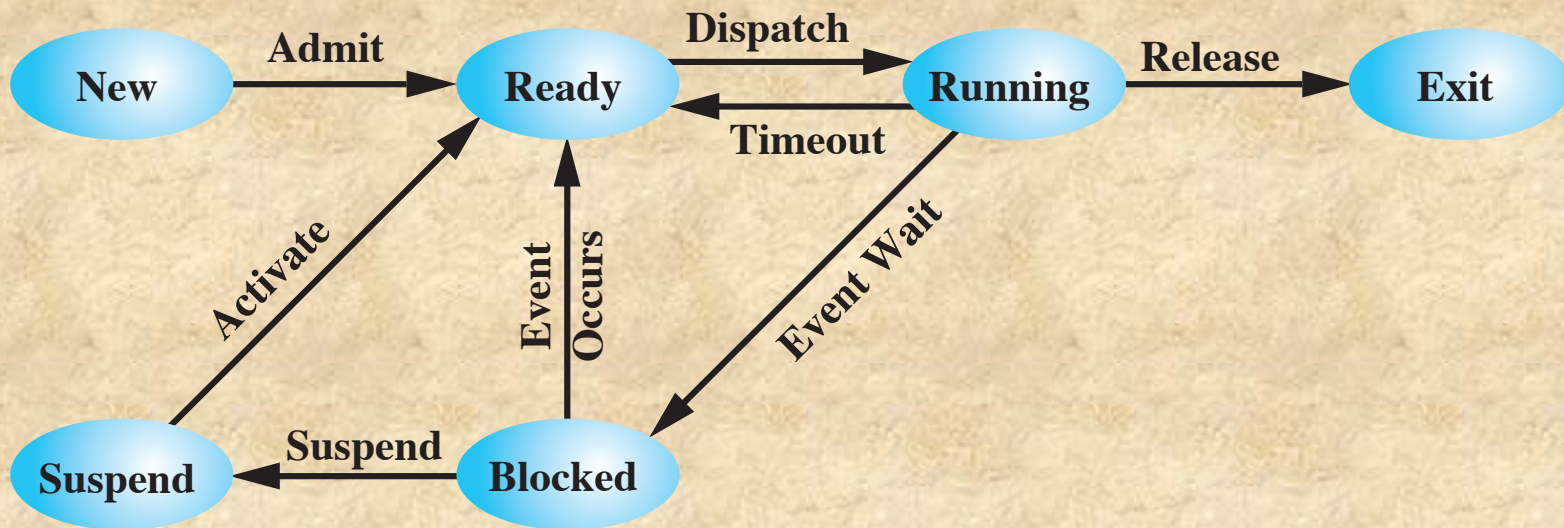 Dispatch
Admit
Release
New
Ready
Running
Exit
Timeout
Activate
Event
Occurs
Event Wait
Suspend
Suspend
Blocked